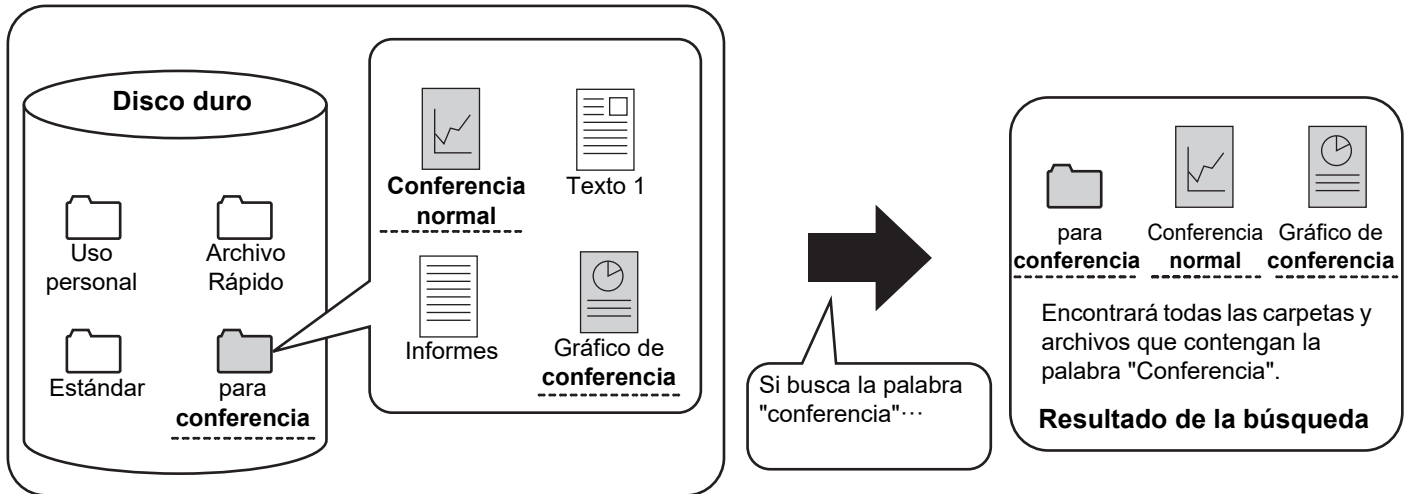 Disco duro
Uso
personal
Archivo
Rápido
Estándar
para
conferencia
Conferencia
normal
Texto 1
Informes
Gráfico de
conferencia
Si busca la palabra
"conferencia"···
para
conferencia
Conferencia
normal
Gráfico de
conferencia
Encontrará todas las carpetas y
archivos que contengan la
palabra "Conferencia".
Resultado de la búsqueda